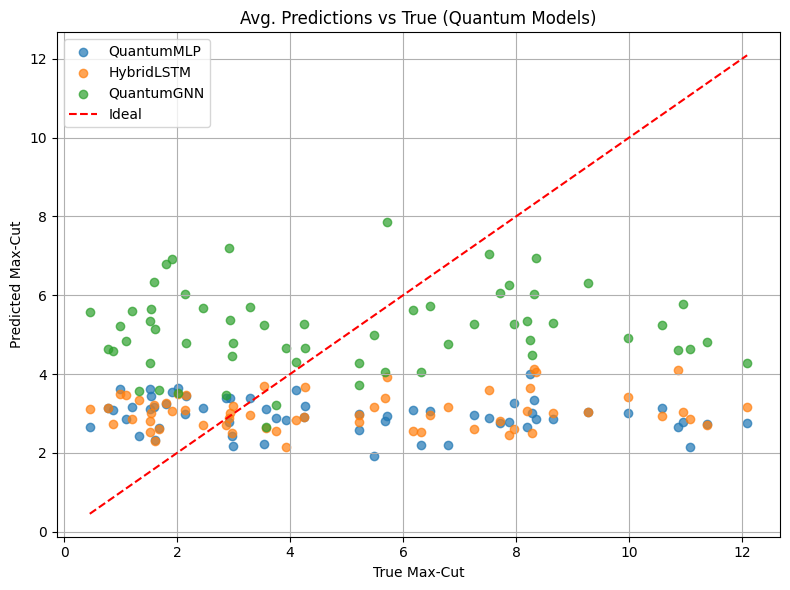 Avg. Predictions vs True (Quantum Models)
QuantumMLP
HybridLSTM
QuantumGNN
Ideal
Predicted Max-Cut
12
10
8
6
4
2
0
0 2 4 6 8 10 12
True Max-Cut